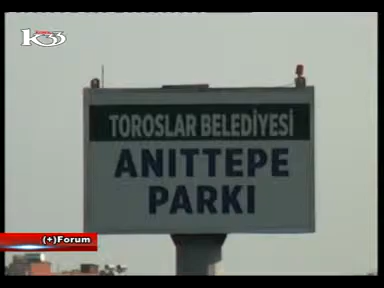 K33
TOROSLAR BELEDİYESİ
ANITTEPE
PARKI
(+)Forum